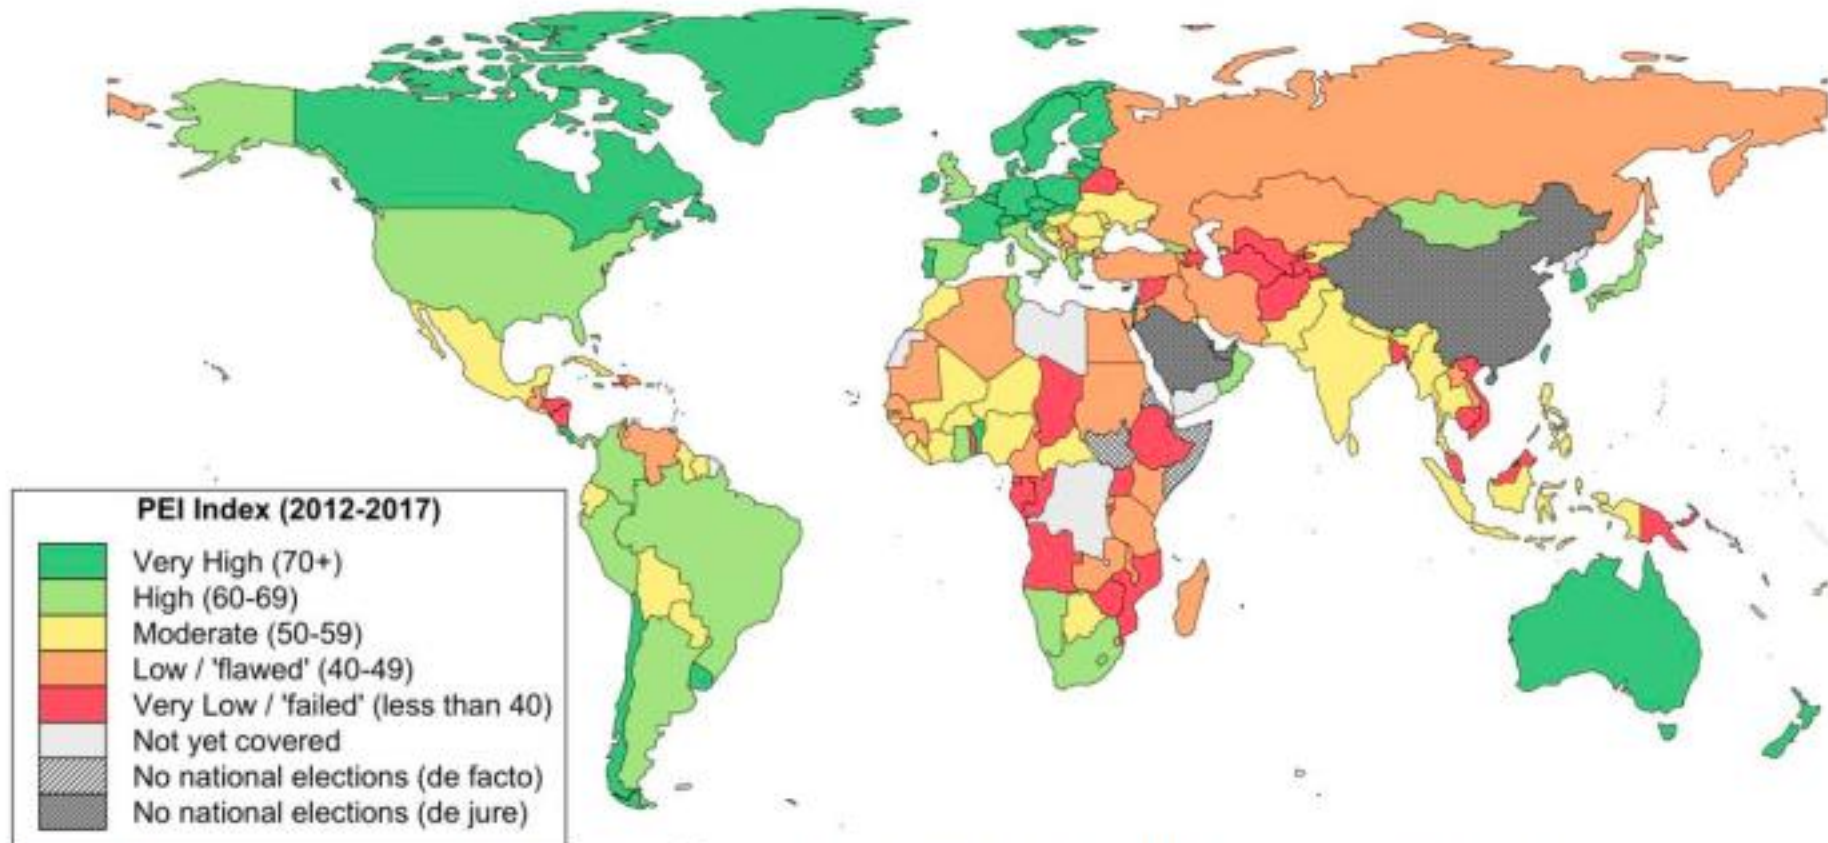 PEI Index (2012-2017)
Very High (70+)
High (60-69)
Moderate (50-59)
Low / 'flawed' (40-49)
Very Low / 'failed' (less than 40)
Not yet covered
No national elections (de facto)
No national elections (de jure)